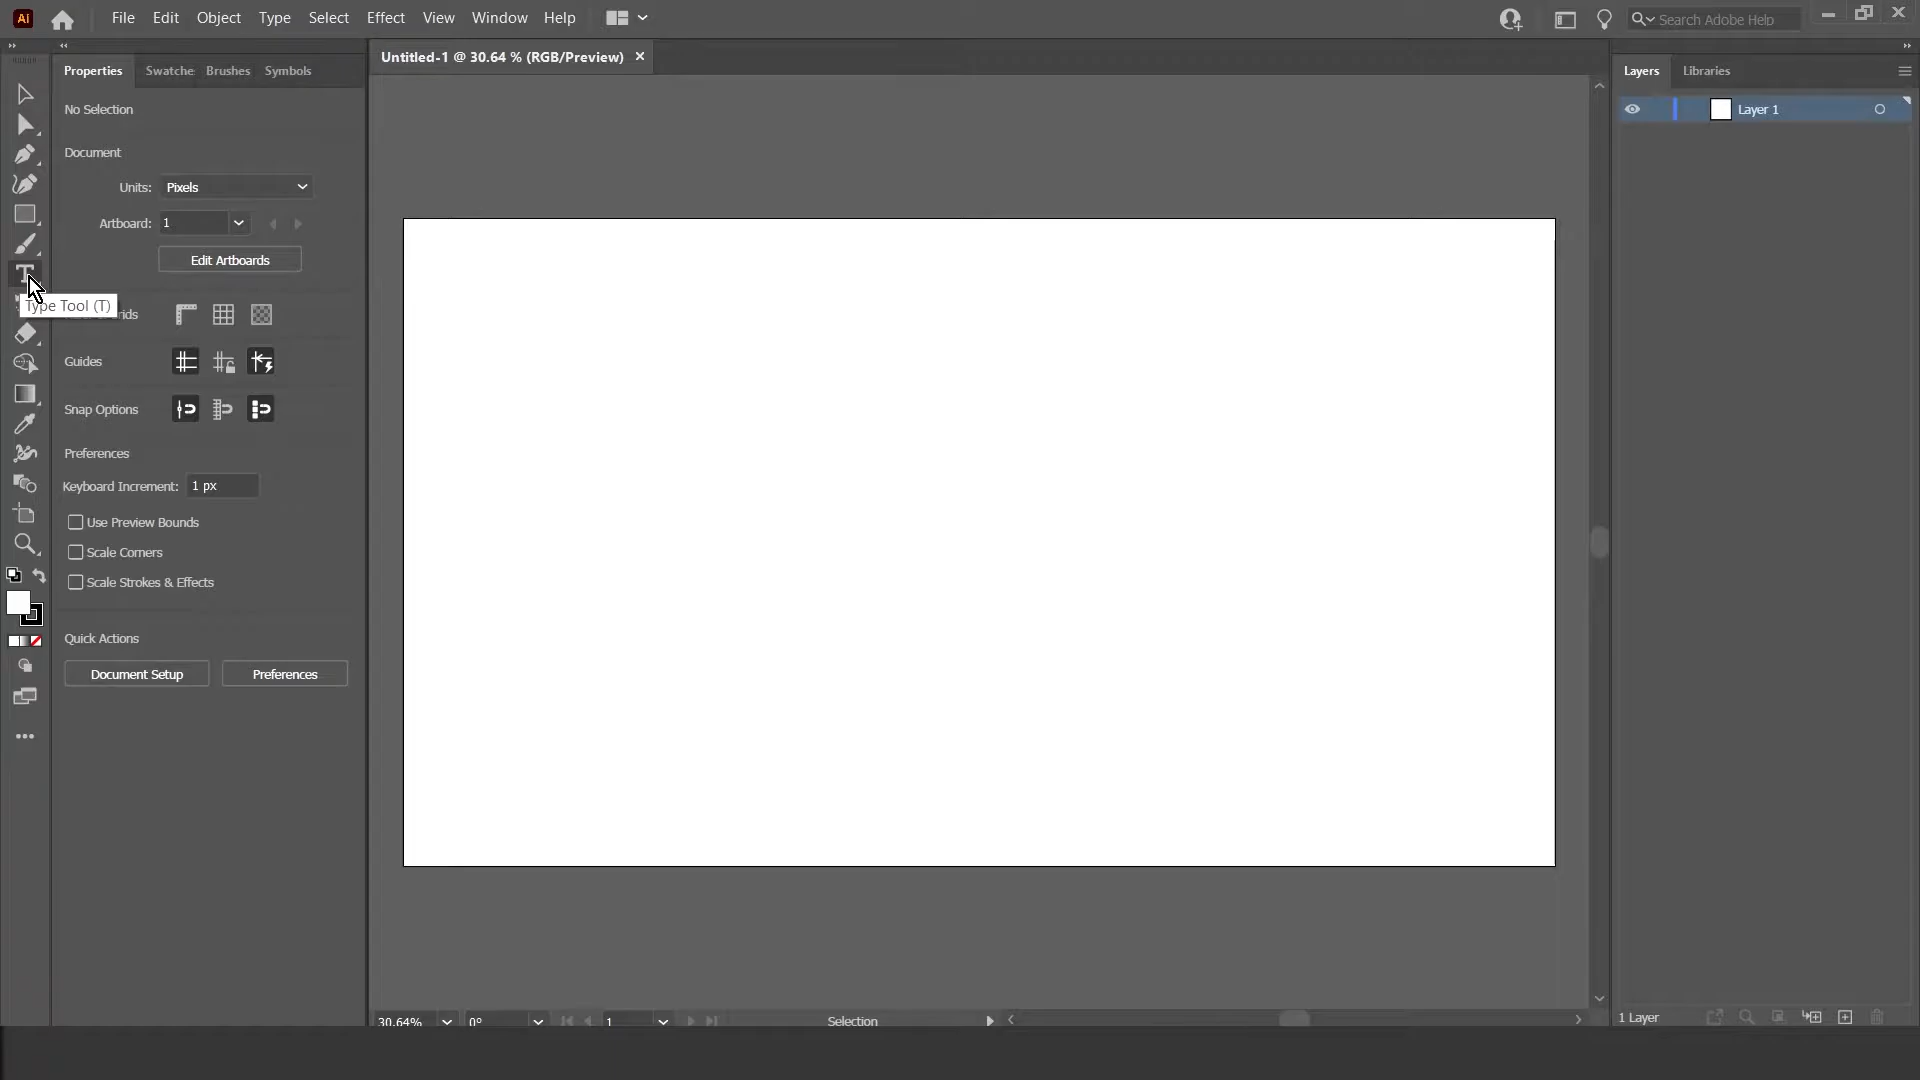 Ai File Edit Object Type Select Effect View Window Help Search Adobe Help
Properties Swatche Brushes Symbols
Untitled-1 @ 30.64 % (RGB/Preview) ×
Layers Libraries
No Selection
Layer 1
Document
Units: Pixels
Artboard: 1
Edit Artboards
Type Tool (T)
Guides
Snap Options
Preferences
Keyboard Increment: 1 px
Use Preview Bounds
Scale Corners
Scale Strokes & Effects
Quick Actions
Document Setup Preferences
30.64% 0° 1 Selection
1 Layer